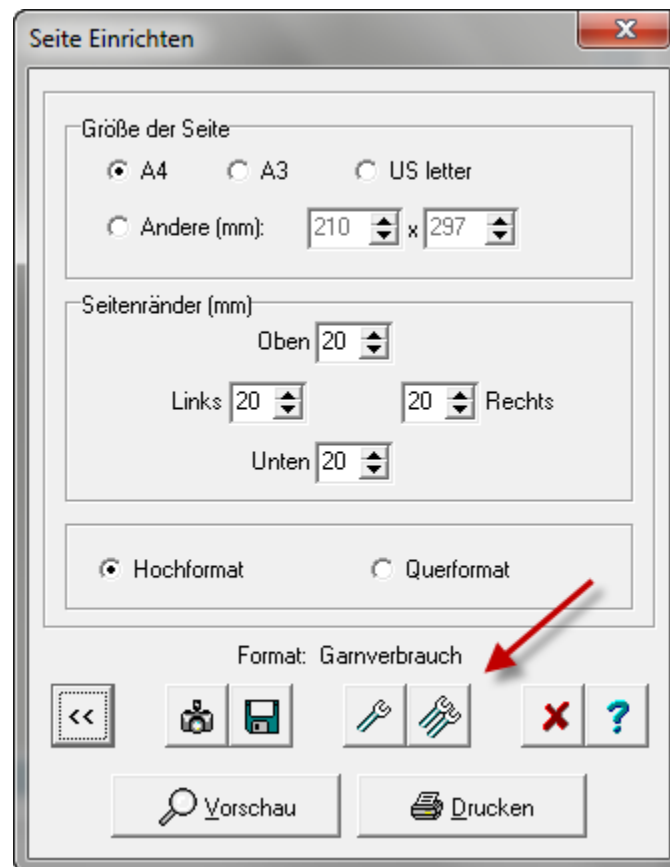 Seite Einrichten
Größe der Seite
A4 A3 US letter
Andere (mm): 210 x 297
Seitenränder (mm)
Oben 20
Links 20 20 Rechts
Unten 20
Hochformat Querformat
Format: Garnverbrauch
<< ?
Vorschau Drucken